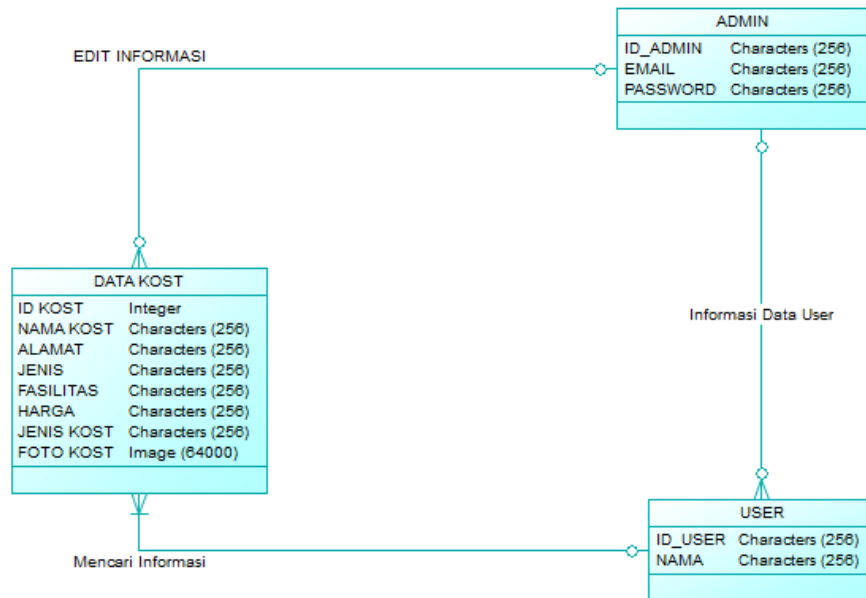 ADMIN
ID_ADMIN Characters (256)
EMAIL Characters (256)
PASSWORD Characters (256)
EDIT INFORMASI
DATA KOST
ID KOST Integer
NAMA KOST Characters (256)
ALAMAT Characters (256)
JENIS Characters (256)
FASILITAS Characters (256)
HARGA Characters (256)
JENIS KOST Characters (256)
FOTO KOST Image (64000)
Informasi Data User
USER
ID_USER Characters (256)
NAMA Characters (256)
Mencari Informasi